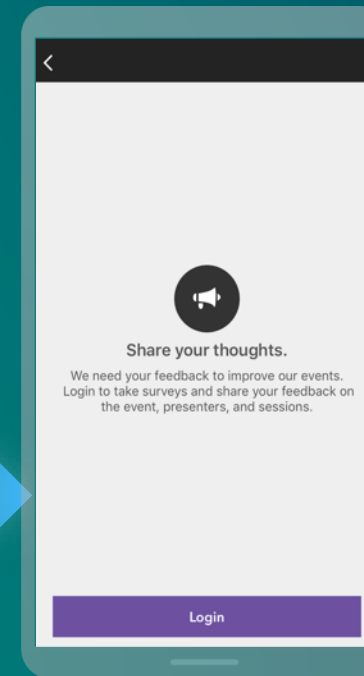 Share your thoughts.
We need your feedback to improve our events.
Login to take surveys and share your feedback on
the event, presenters, and sessions.
Login